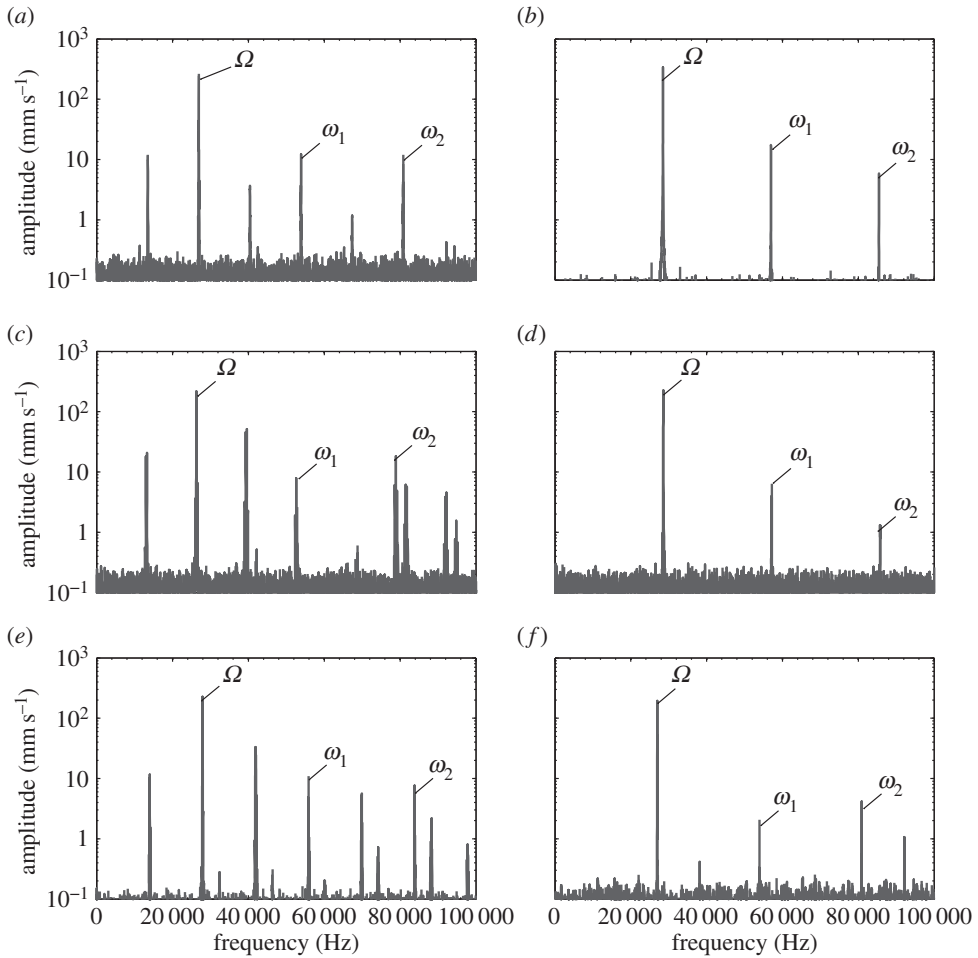 (a) (b)
amplitude (mm s⁻¹)
10³
10²
10
1
10⁻¹
Ω
ω₁
ω₂
Ω
ω₁
ω₂
(c) (d)
amplitude (mm s⁻¹)
10³
10²
10
1
10⁻¹
Ω
ω₁
ω₂
Ω
ω₁
ω₂
(e) (f)
amplitude (mm s⁻¹)
10³
10²
10
1
10⁻¹
Ω
ω₁
ω₂
Ω
ω₁
ω₂
0 20 000 40 000 60 000 80 000 100 000 0 20 000 40 000 60 000 80 000 100 000
frequency (Hz) frequency (Hz)